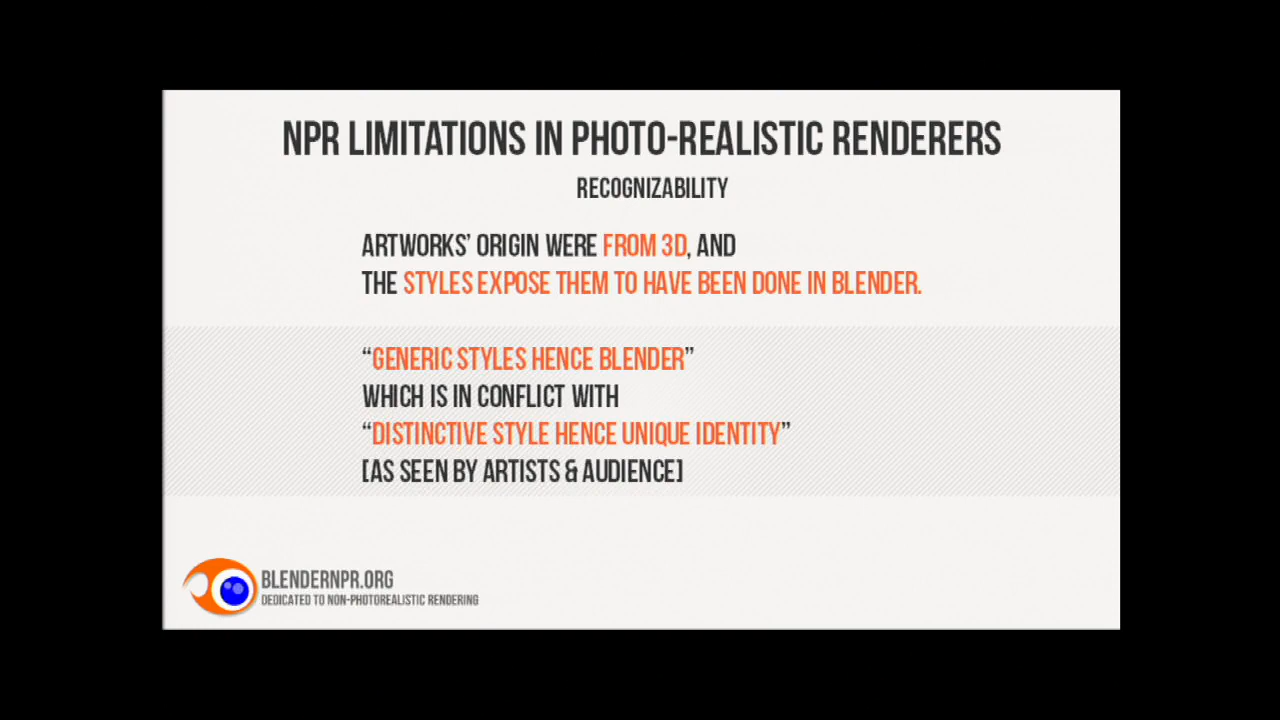 NPR LIMITATIONS IN PHOTO-REALISTIC RENDERERS
RECOGNIZABILITY
ARTWORKS’ ORIGIN WERE FROM 3D, AND
THE STYLES EXPOSE THEM TO HAVE BEEN DONE IN BLENDER.
“GENERIC STYLES HENCE BLENDER”
WHICH IS IN CONFLICT WITH
“DISTINCTIVE STYLE HENCE UNIQUE IDENTITY”
[AS SEEN BY ARTISTS & AUDIENCE]
BLENDERNPR.ORG
DEDICATED TO NON-PHOTOREALISTIC RENDERING